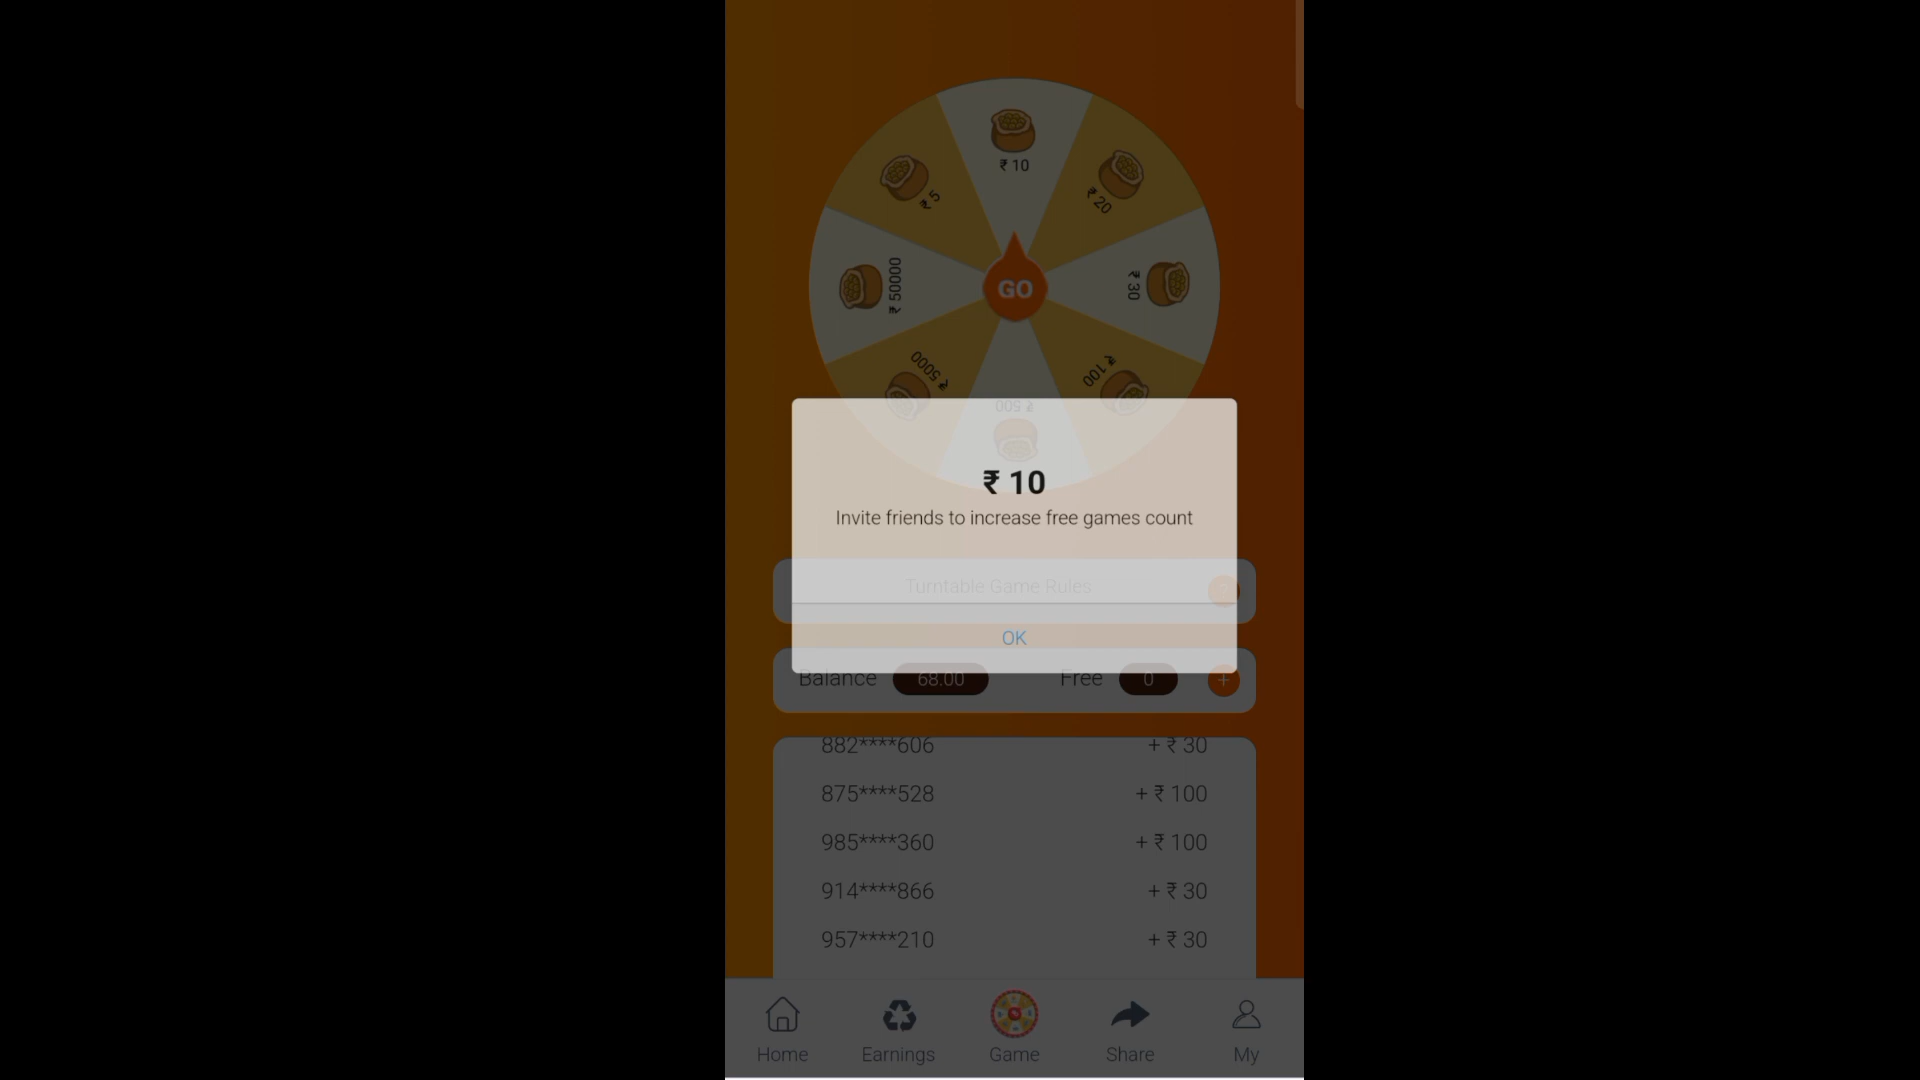 ₹ 10
₹ 5
₹ 20
₹ 50000
₹ 30
GO
₹ 5000
₹ 100
₹ 500
₹ 10
Invite friends to increase free games count
Turntable Game Rules
?
OK
Balance 68.00 Free 0 +
882****606 + ₹ 30
875****528 + ₹ 100
985****360 + ₹ 100
914****866 + ₹ 30
957****210 + ₹ 30
Home Earnings Game Share My